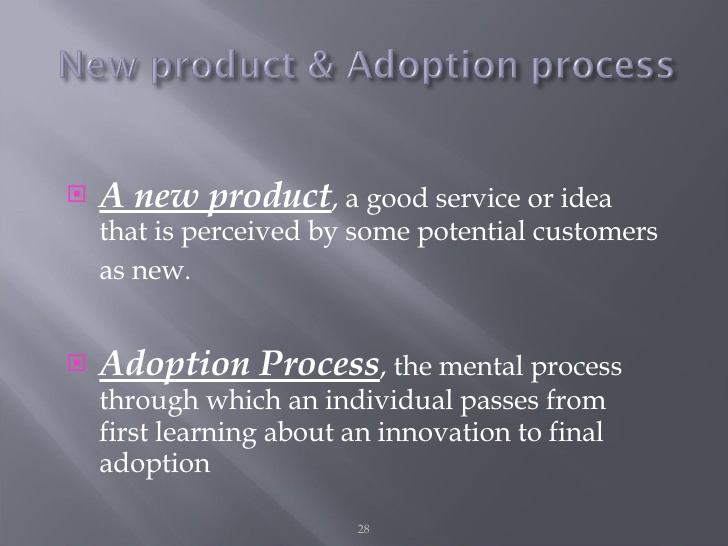 New product & Adoption process
A new product, a good service or idea
that is perceived by some potential customers
as new.
Adoption Process, the mental process
through which an individual passes from
first learning about an innovation to final
adoption
28